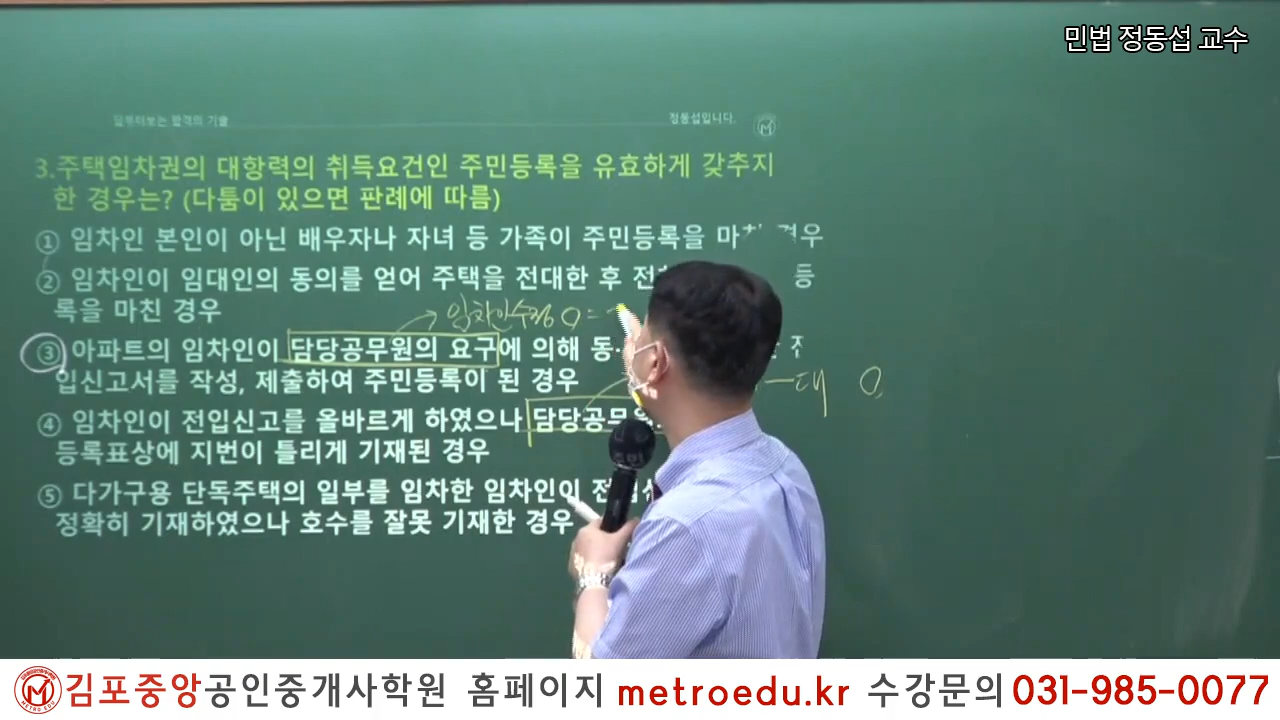 민법 정동섭 교수
정동섭입니다.
3.주택임차권의 대항력의 취득요건인 주민등록을 유효하게 갖추지
한 경우는? (다툼이 있으면 판례에 따름)
① 임차인 본인이 아닌 배우자나 자녀 등 가족이 주민등록을 경우
② 임차인이 임대인의 동의를 얻어 주택을 전대한 후 등
록을 마친 경우
③ 아파트의 임차인이 담당공무원의 요구에 의해
입신고서를 작성, 제출하여 주민등록이 된 경우
④ 임차인이 전입신고를 올바르게 하였으나
등록표상에 지번이 틀리게 기재된 경우
⑤ 다가구용 단독주택의 일부를 임차한 임차인이
정확히 기재하였으나 호수를 잘못 기재한 경우
김포중앙공인중개사학원 홈페이지 metroedu.kr 수강문의 031-985-0077